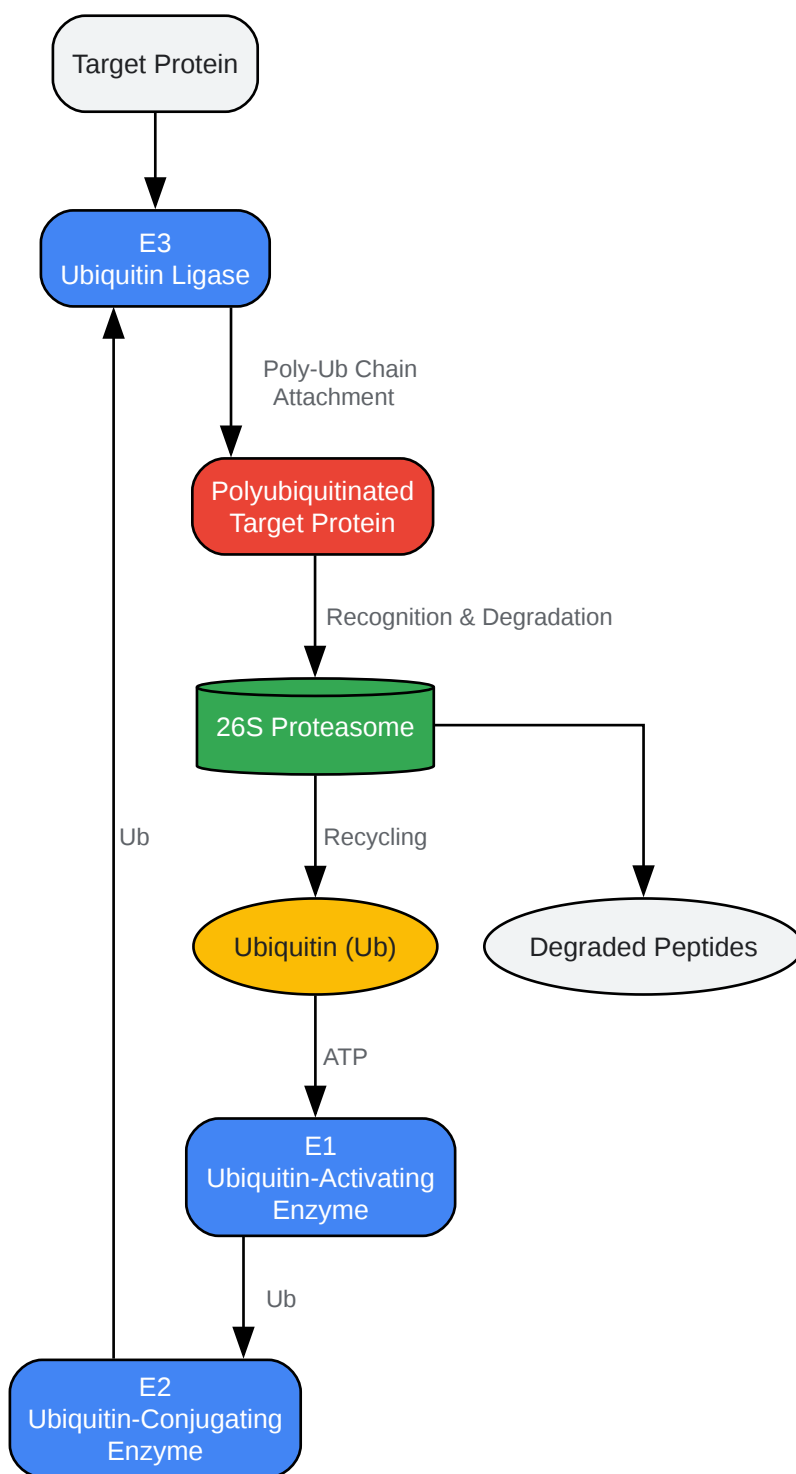 Target Protein
E3
Ubiquitin Ligase
Poly-Ub Chain
Attachment
Polyubiquitinated
Target Protein
Recognition & Degradation
26S Proteasome
Ub
Recycling
Ubiquitin (Ub)
Degraded Peptides
ATP
E1
Ubiquitin-Activating
Enzyme
Ub
E2
Ubiquitin-Conjugating
Enzyme